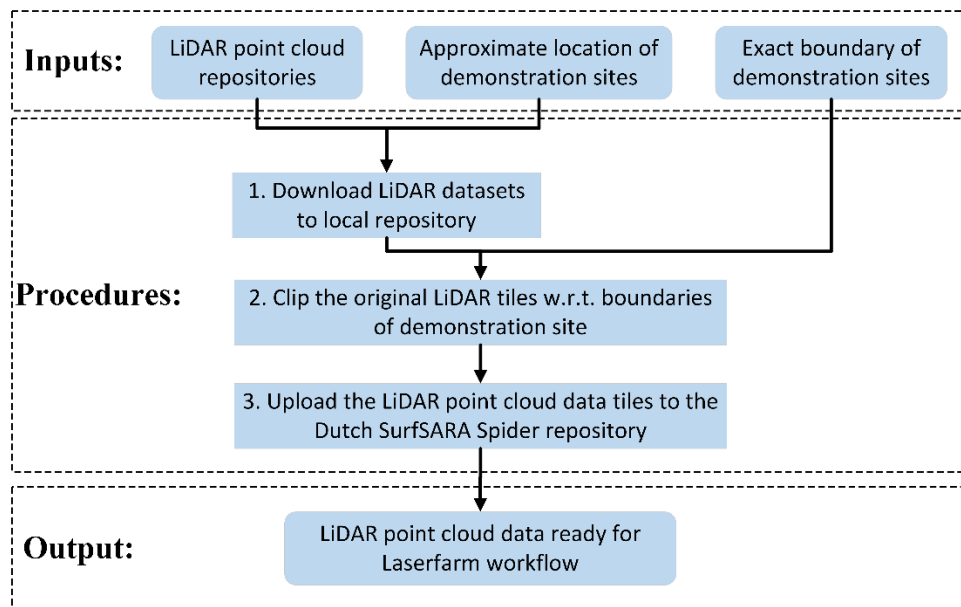 Inputs:
LiDAR point cloud
repositories
Approximate location of
demonstration sites
Exact boundary of
demonstration sites
Procedures:
1. Download LiDAR datasets
to local repository
2. Clip the original LiDAR tiles w.r.t. boundaries
of demonstration site
3. Upload the LiDAR point cloud data tiles to the
Dutch SurfSARA Spider repository
Output:
LiDAR point cloud data ready for
Laserfarm workflow